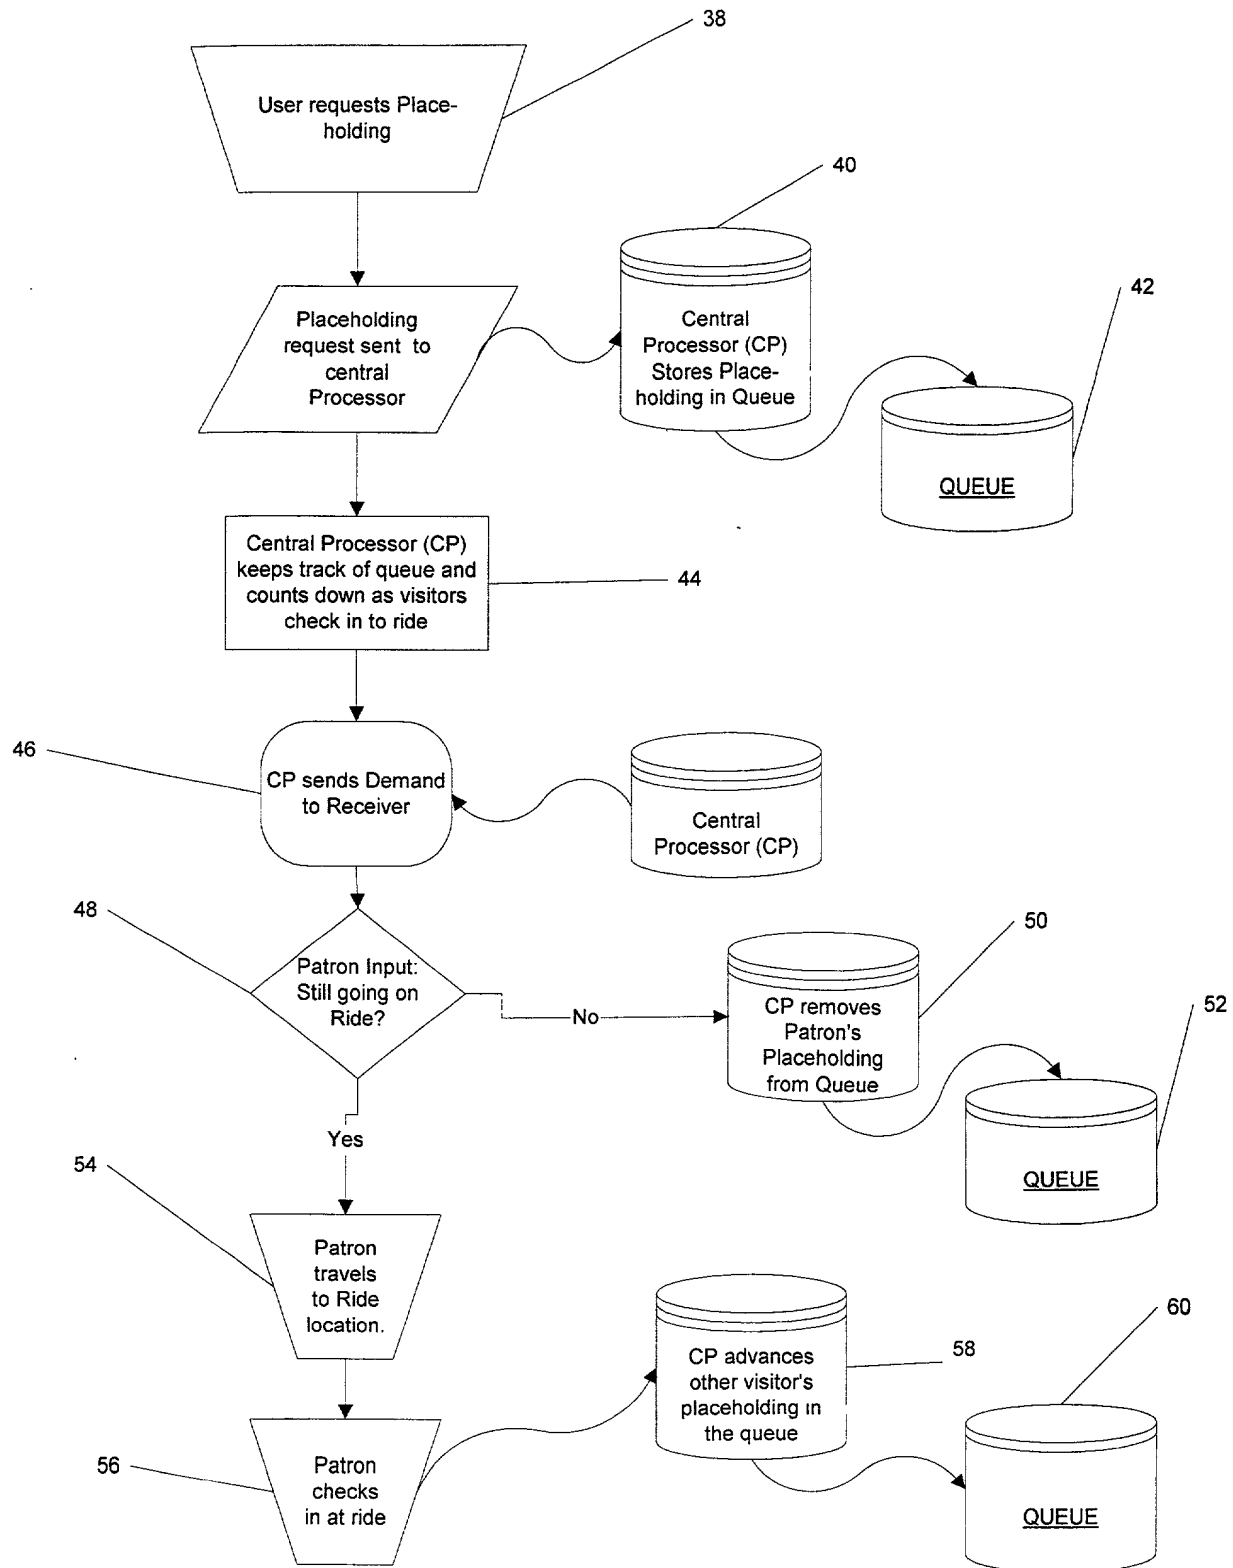 38
User requests Place-
holding
40
Placeholding
request sent to
central
Processor
Central
Processor (CP)
Stores Place-
holding in Queue
42
QUEUE
Central Processor (CP)
keeps track of queue and
counts down as visitors
check in to ride
44
46
CP sends Demand
to Receiver
Central
Processor (CP)
48
Patron Input:
Still going on
Ride?
No
50
CP removes
Patron's
Placeholding
from Queue
52
QUEUE
Yes
54
Patron
travels
to Ride
location.
58
CP advances
other visitor's
placeholding in
the queue
60
QUEUE
56
Patron
checks
in at ride